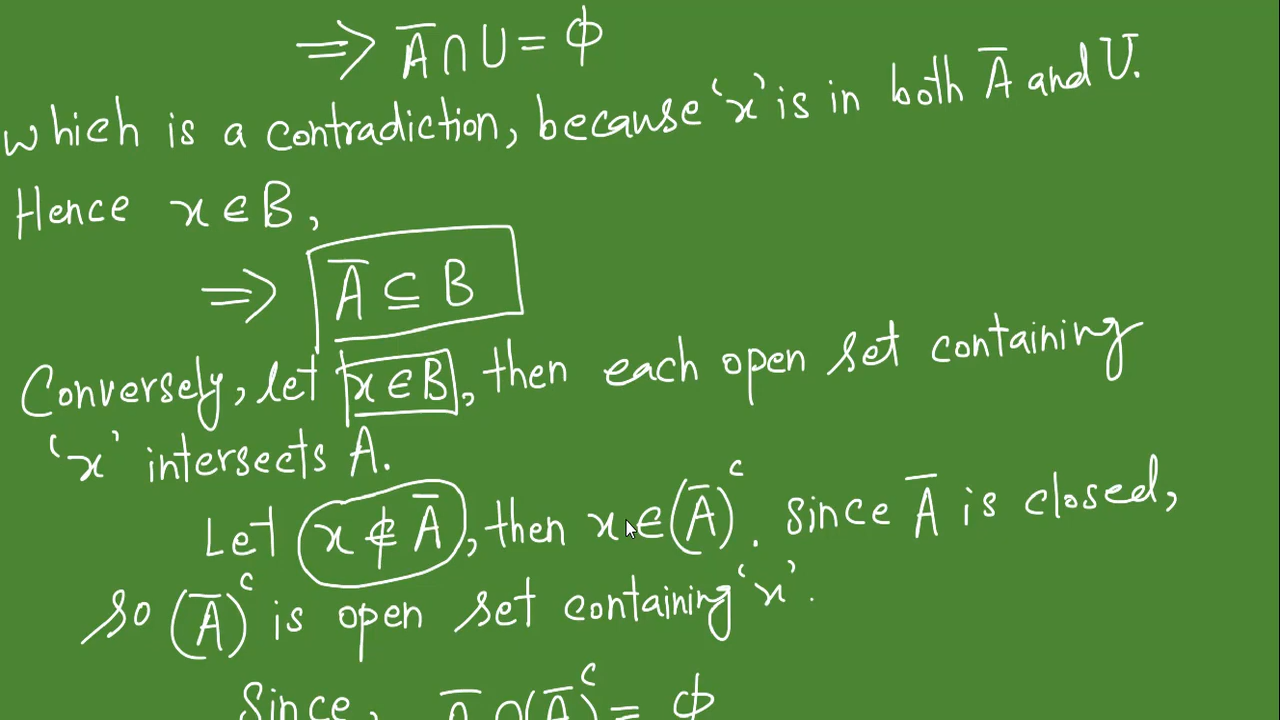 ⇒ A̅ ∩ U = ϕ
which is a contradiction, because 'x' is in both A̅ and U.
Hence x ∈ B,
⇒ A̅ ⊆ B
Conversely, let x ∈ B, then each open set containing
'x' intersects A.
Let x ∉ A̅, then x ∈ (A̅)ᶜ. since A̅ is closed,
so (A̅)ᶜ is open set containing 'x'.
Since, A̅ ∩ (A̅)ᶜ = ϕ